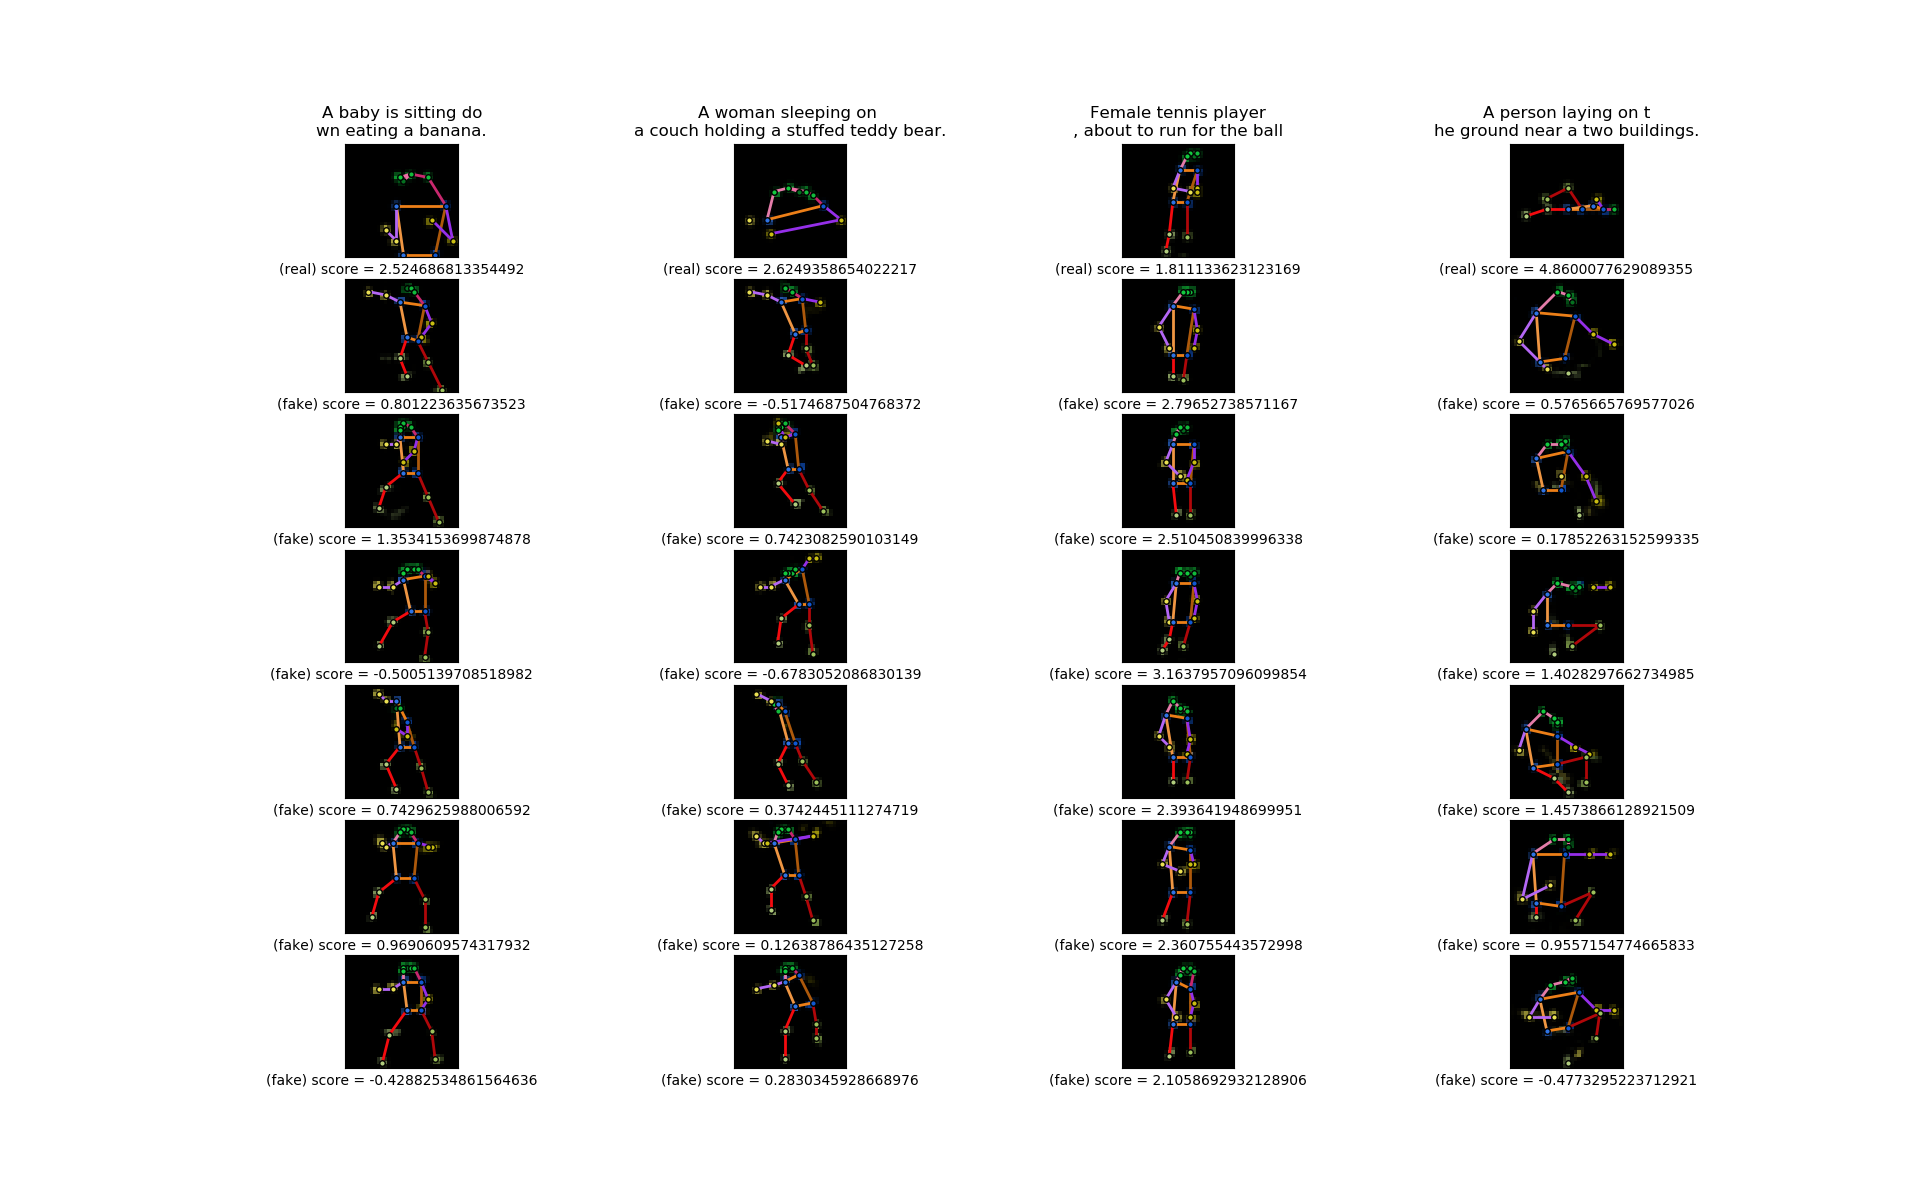 A baby is sitting do
wn eating a banana.
A woman sleeping on
a couch holding a stuffed teddy bear.
Female tennis player
, about to run for the ball
A person laying on t
he ground near a two buildings.
(real) score = 2.524686813354492
(real) score = 2.6249358654022217
(real) score = 1.811133623123169
(real) score = 4.8600077629089355
(fake) score = 0.801223635673523
(fake) score = -0.5174687504768372
(fake) score = 2.79652738571167
(fake) score = 0.5765665769577026
(fake) score = 1.3534153699874878
(fake) score = 0.7423082590103149
(fake) score = 2.510450839996338
(fake) score = 0.17852263152599335
(fake) score = -0.5005139708518982
(fake) score = -0.6783052086830139
(fake) score = 3.1637957096099854
(fake) score = 1.4028297662734985
(fake) score = 0.7429625988006592
(fake) score = 0.3742445111274719
(fake) score = 2.393641948699951
(fake) score = 1.4573866128921509
(fake) score = 0.9690609574317932
(fake) score = 0.12638786435127258
(fake) score = 2.360755443572998
(fake) score = 0.9557154774665833
(fake) score = -0.42882534861564636
(fake) score = 0.2830345928668976
(fake) score = 2.1058692932128906
(fake) score = -0.4773295223712921